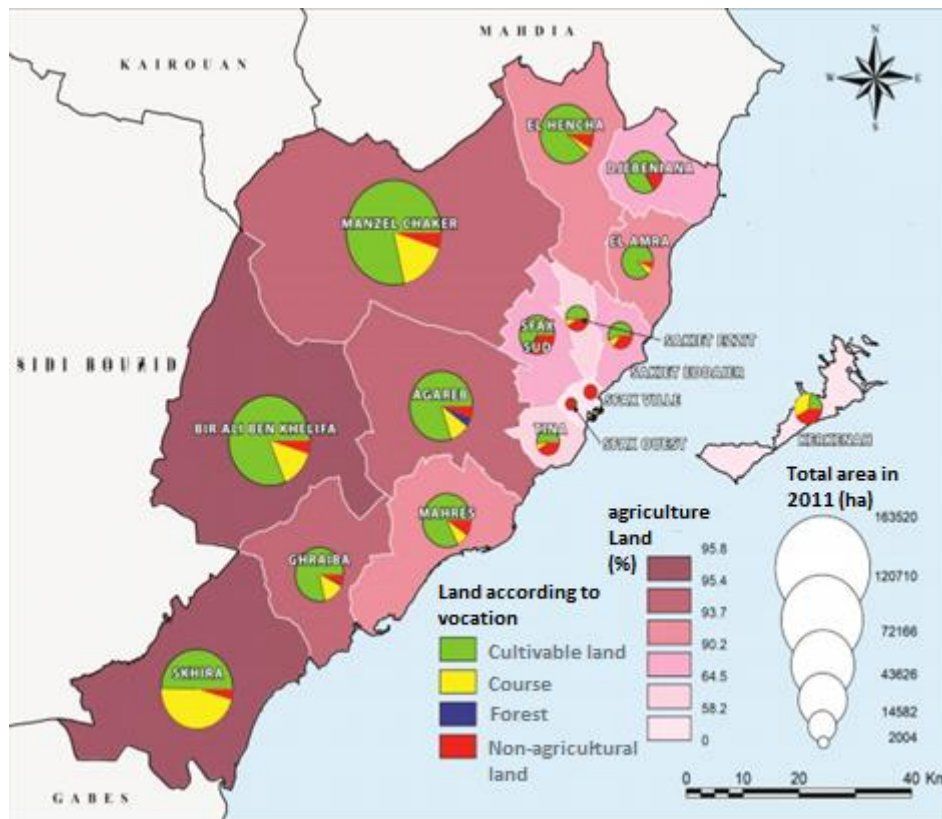 MAHDIA
KAIROUAN
N
W
E
S
EL HENCHA
DJEBENIANA
MANZEL CHAKER
EL AMRA
SFAX
SUD
SAKIET EZZIT
SIDI BOUZID
SAKIET EDDAIER
AGAREB
SFAX VILLE
BIR ALI BEN KHELIFA
TINA
SFAX OUEST
KERKENAH
MAHRES
GHRAIBA
SKHIRA
GABES
Land according to
vocation
Cultivable land
Course
Forest
Non-agricultural
land
agriculture
Land
(%)
95.8
95.4
93.7
90.2
64.5
58.2
0
Total area in
2011 (ha)
163520
120710
72166
43626
14582
2004
0 10 20 40 Km